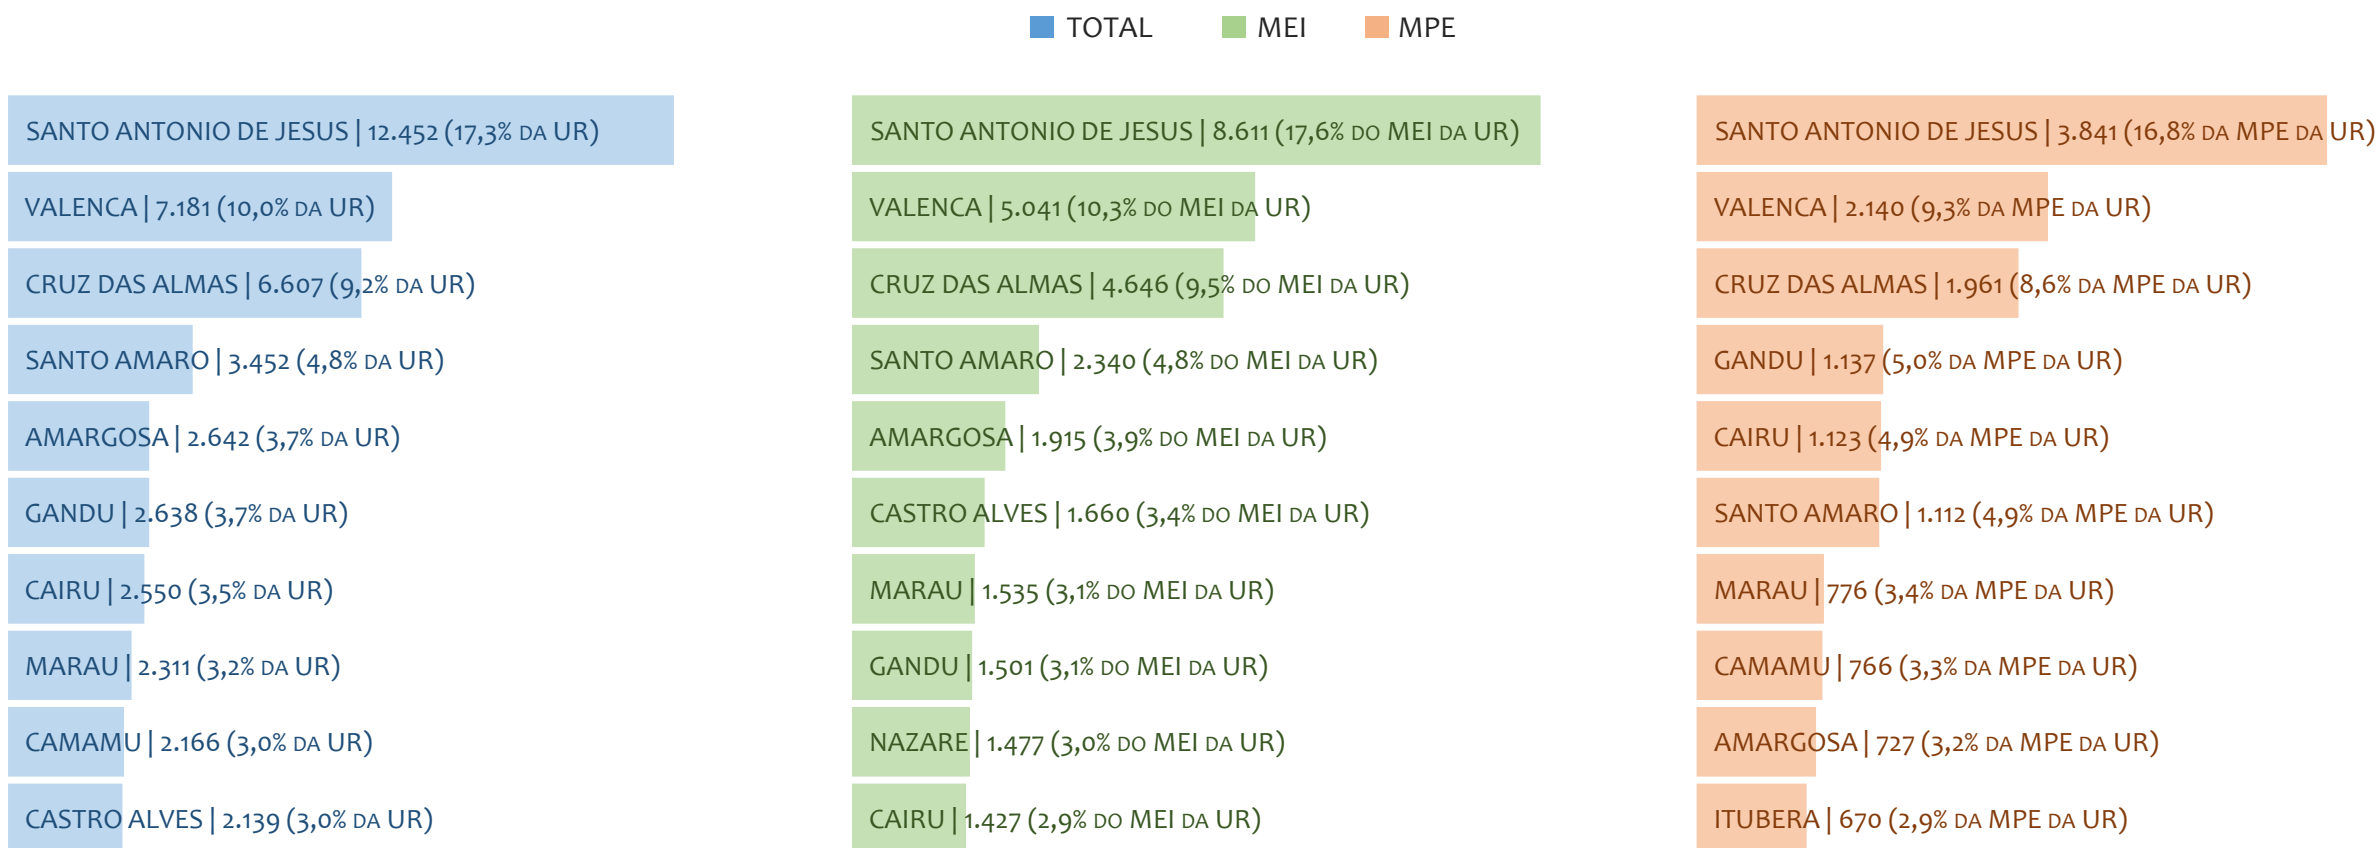 TOTAL MEI MPE
SANTO ANTONIO DE JESUS | 12.452 (17,3% DA UR)
VALENCA | 7.181 (10,0% DA UR)
CRUZ DAS ALMAS | 6.607 (9,2% DA UR)
SANTO AMARO | 3.452 (4,8% DA UR)
AMARGOSA | 2.642 (3,7% DA UR)
GANDU | 2.638 (3,7% DA UR)
CAIRU | 2.550 (3,5% DA UR)
MARAU | 2.311 (3,2% DA UR)
CAMAMU | 2.166 (3,0% DA UR)
CASTRO ALVES | 2.139 (3,0% DA UR)
SANTO ANTONIO DE JESUS | 8.611 (17,6% DO MEI DA UR)
VALENCA | 5.041 (10,3% DO MEI DA UR)
CRUZ DAS ALMAS | 4.646 (9,5% DO MEI DA UR)
SANTO AMARO | 2.340 (4,8% DO MEI DA UR)
AMARGOSA | 1.915 (3,9% DO MEI DA UR)
CASTRO ALVES | 1.660 (3,4% DO MEI DA UR)
MARAU | 1.535 (3,1% DO MEI DA UR)
GANDU | 1.501 (3,1% DO MEI DA UR)
NAZARE | 1.477 (3,0% DO MEI DA UR)
CAIRU | 1.427 (2,9% DO MEI DA UR)
SANTO ANTONIO DE JESUS | 3.841 (16,8% DA MPE DA UR)
VALENCA | 2.140 (9,3% DA MPE DA UR)
CRUZ DAS ALMAS | 1.961 (8,6% DA MPE DA UR)
GANDU | 1.137 (5,0% DA MPE DA UR)
CAIRU | 1.123 (4,9% DA MPE DA UR)
SANTO AMARO | 1.112 (4,9% DA MPE DA UR)
MARAU | 776 (3,4% DA MPE DA UR)
CAMAMU | 766 (3,3% DA MPE DA UR)
AMARGOSA | 727 (3,2% DA MPE DA UR)
ITUBERA | 670 (2,9% DA MPE DA UR)